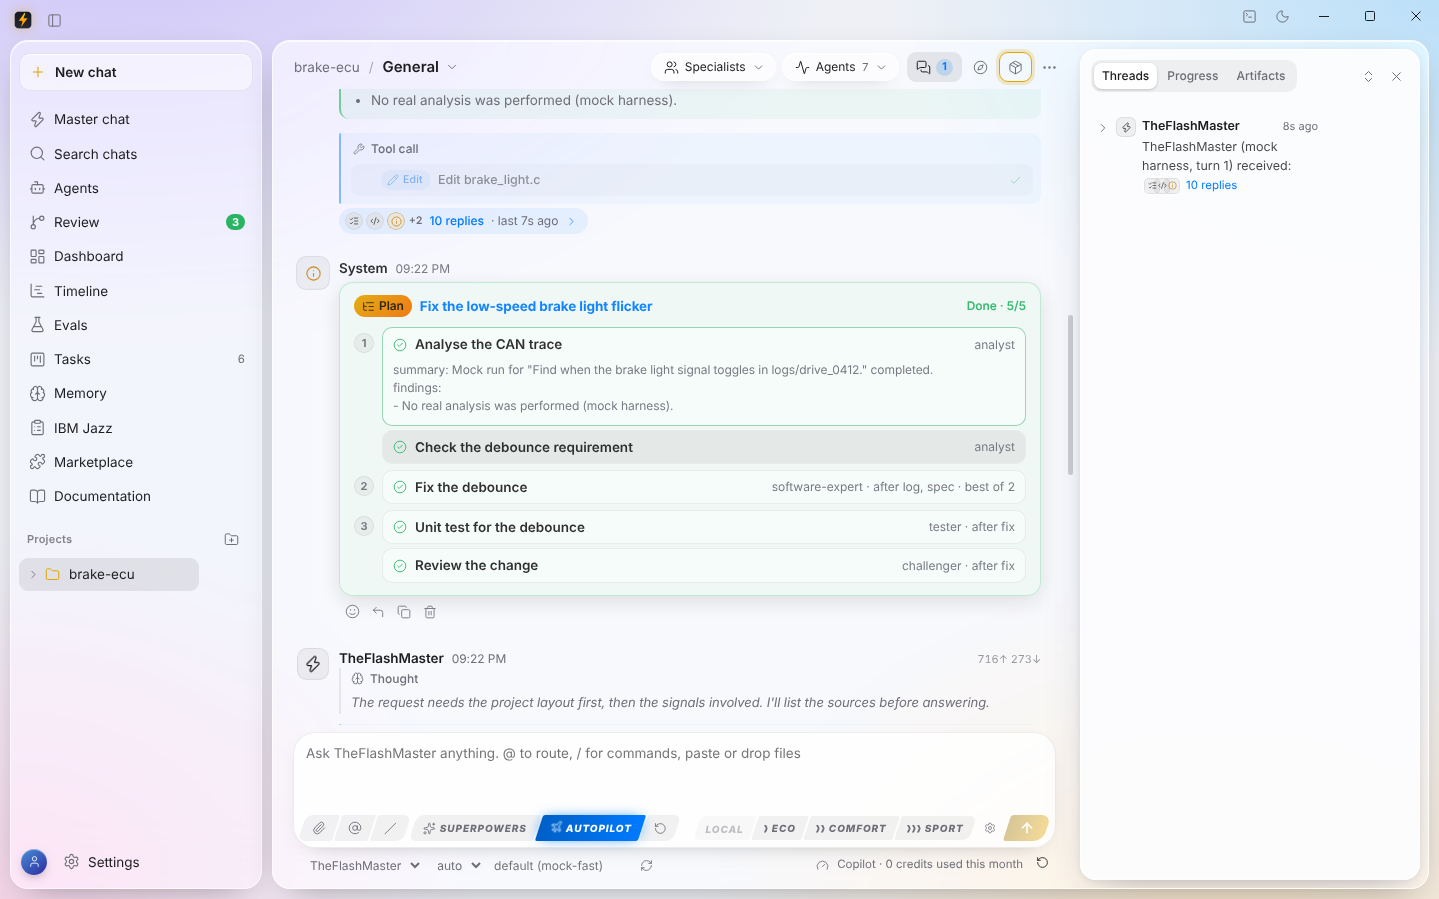 New chat
Master chat
Search chats
Agents
Review 3
Dashboard
Timeline
Evals
Tasks 6
Memory
IBM Jazz
Marketplace
Documentation
Projects
brake-ecu
Settings
brake-ecu / General
Specialists
Agents 7
1
• No real analysis was performed (mock harness).
Tool call
Edit Edit brake_light.c
+2 10 replies · last 7s ago
System 09:22 PM
Plan Fix the low-speed brake light flicker Done · 5/5
1 Analyse the CAN trace analyst
summary: Mock run for "Find when the brake light signal toggles in logs/drive_0412." completed.
findings:
- No real analysis was performed (mock harness).
Check the debounce requirement analyst
2 Fix the debounce software-expert · after log, spec · best of 2
3 Unit test for the debounce tester · after fix
Review the change challenger · after fix
TheFlashMaster 09:22 PM 716↑ 273↓
Thought
The request needs the project layout first, then the signals involved. I'll list the sources before answering.
Ask TheFlashMaster anything. @ to route, / for commands, paste or drop files
SUPERPOWERS AUTOPILOT LOCAL ECO COMFORT SPORT
TheFlashMaster auto default (mock-fast) Copilot · 0 credits used this month
Threads Progress Artifacts
TheFlashMaster 8s ago
TheFlashMaster (mock
harness, turn 1) received:
10 replies